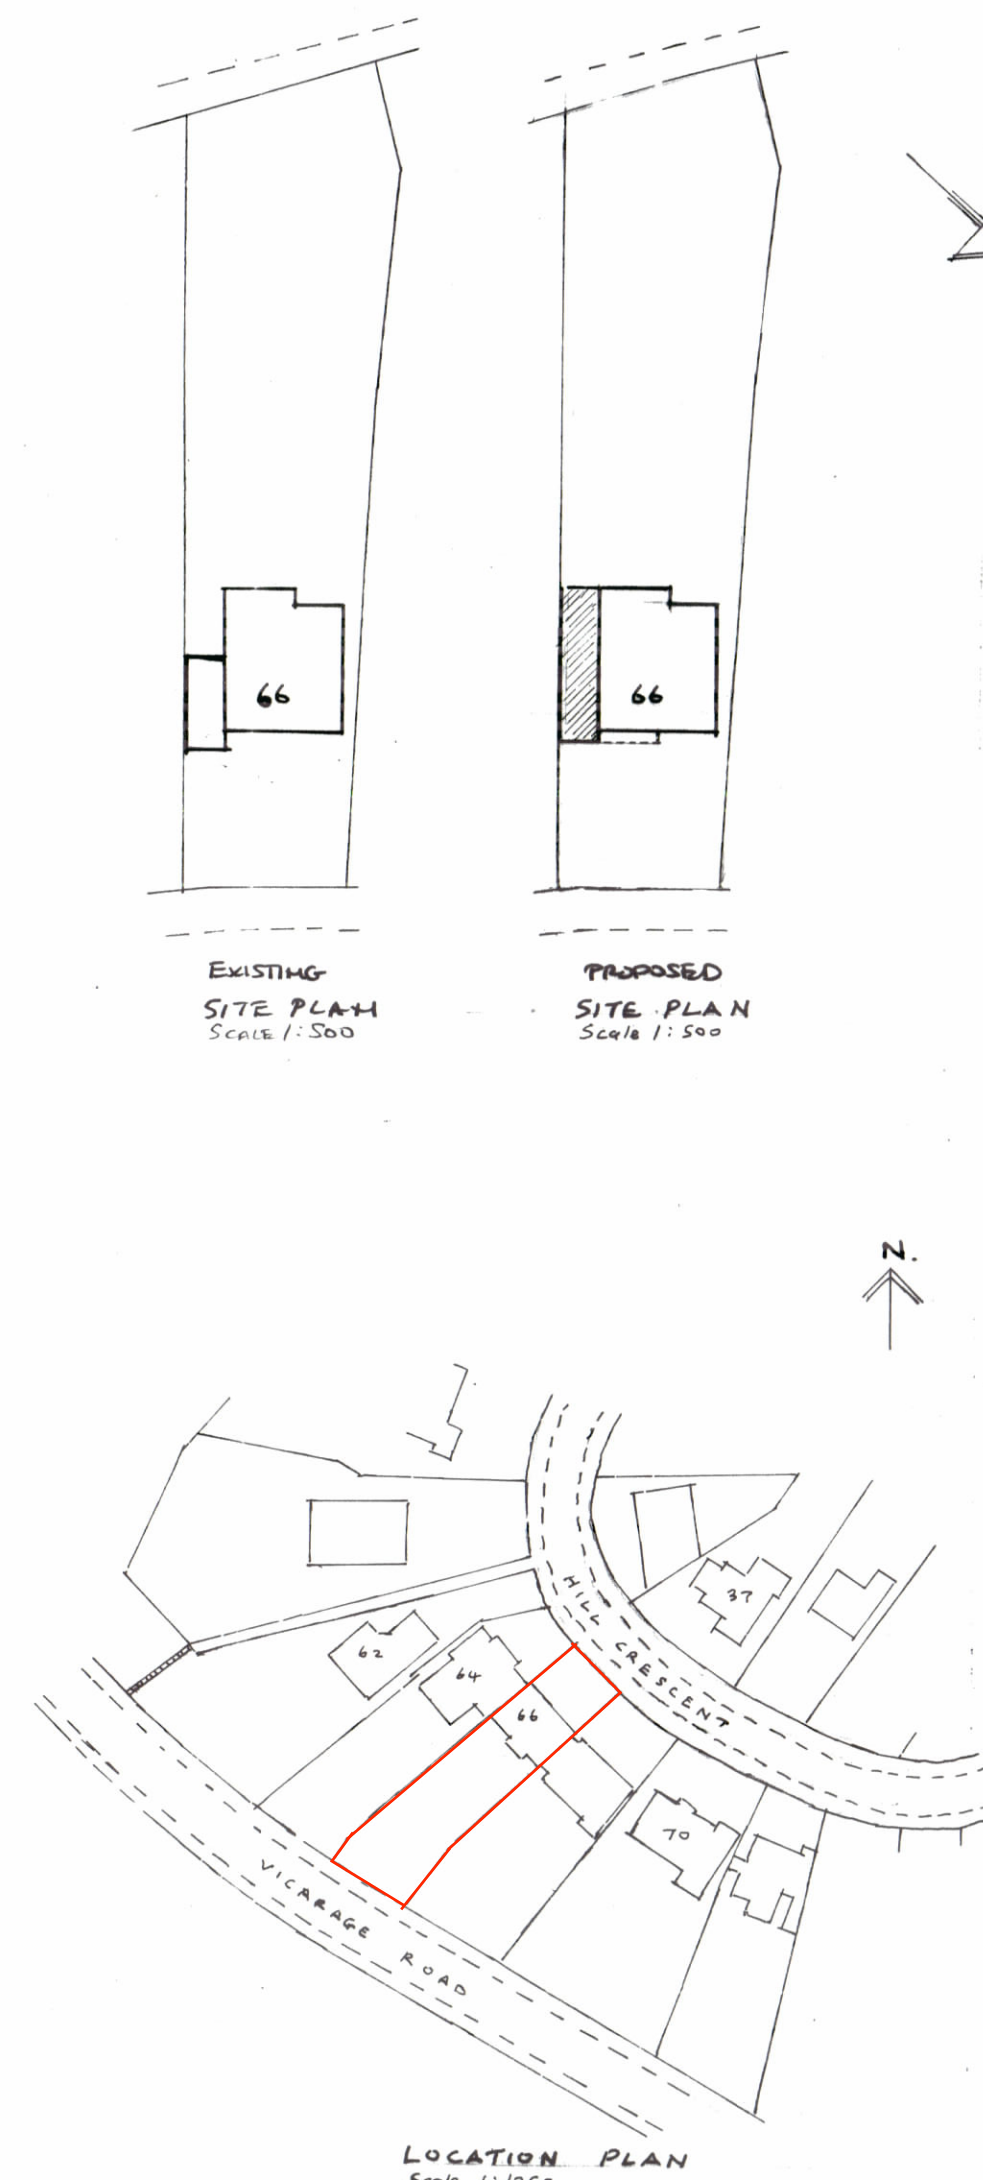 66
66
EXISTING
SITE PLAN
SCALE 1:500
PROPOSED
SITE PLAN
Scale 1:500
N.
37
HILL CRESCENT
62
64
66
70
VICARAGE ROAD
LOCATION PLAN
Scale